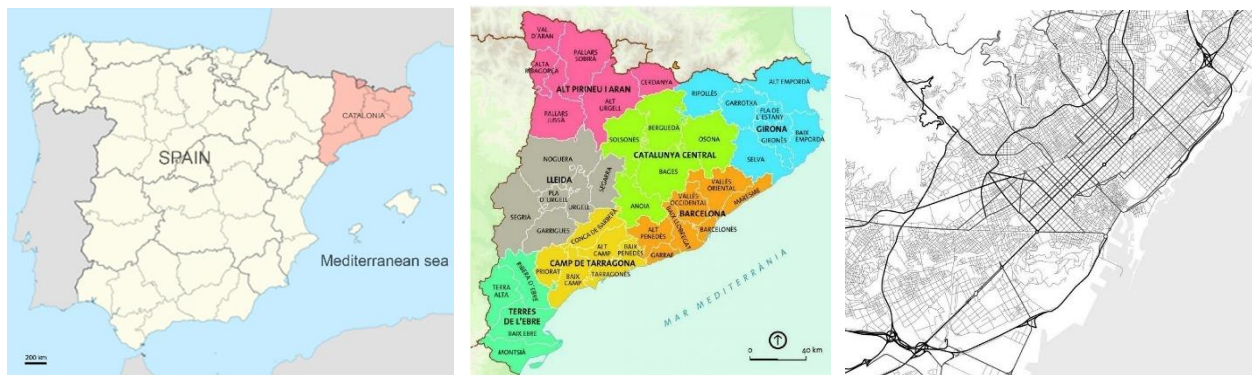 CATALONIA
SPAIN
Mediterranean sea
200 km
VAL
D'ARAN
PALLARS
SOBIRÀ
ALTA
RIBAGORÇA
CERDANYA
ALT PIRINEU I ARAN
ALT
URGELL
PALLARS
JUSSÀ
RIPOLLÈS
ALT EMPORDÀ
GARROTXA
PLA DE
L'ESTANY
GIRONA
GIRONÈS
BAIX
EMPORDÀ
SELVA
BERGUEDÀ
SOLSONÈS
OSONA
CATALUNYA CENTRAL
BAGES
ANOIA
NOGUERA
LLEIDA
SEGARRA
PLA
D'URGELL
URGELL
SEGRIÀ
GARRIGUES
VALLÈS
ORIENTAL
MARESME
VALLÈS
OCCIDENTAL
BARCELONA
BARCELONÈS
BAIX LLOBREGAT
ALT
PENEDÈS
GARRAF
CONCA DE BARBERÀ
ALT
CAMP
BAIX
PENEDÈS
CAMP DE TARRAGONA
PRIORAT
TARRAGONÈS
BAIX
CAMP
RIBERA D'EBRE
TERRA
ALTA
TERRES
DE L'EBRE
BAIX EBRE
MONTSIÀ
MAR MEDITERRÀNIA
0 40 km